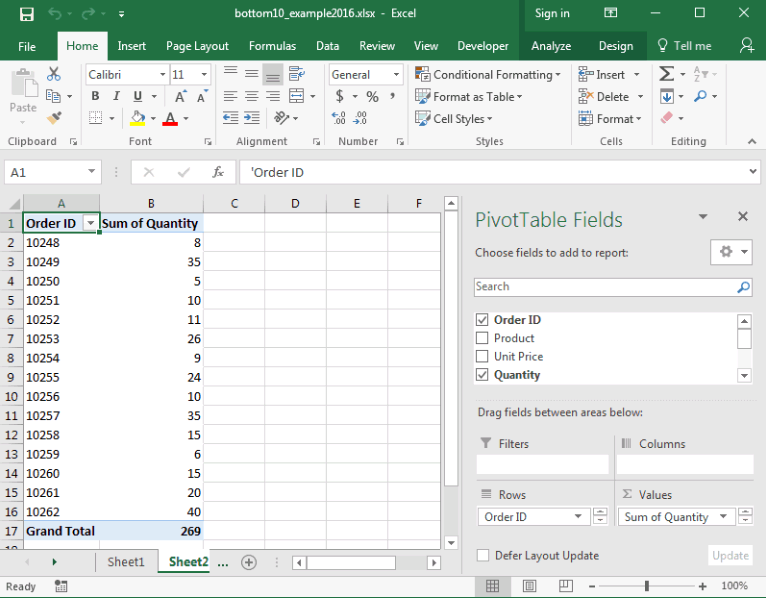 bottom10_example2016.xlsx - Excel
Sign in
File Home Insert Page Layout Formulas Data Review View Developer Analyze Design Tell me
Paste
Clipboard
Calibri 11
B I U A A
A
Font
Alignment
General
$ % ,
.00 .0
Number
Conditional Formatting
Format as Table
Cell Styles
Styles
Insert
Delete
Format
Cells
Editing
A1 fx 'Order ID
A B C D E F
1 Order ID Sum of Quantity
2 10248 8
3 10249 35
4 10250 5
5 10251 10
6 10252 11
7 10253 26
8 10254 9
9 10255 24
10 10256 10
11 10257 35
12 10258 15
13 10259 6
14 10260 15
15 10261 20
16 10262 40
17 Grand Total 269
PivotTable Fields
Choose fields to add to report:
Search
Order ID
Product
Unit Price
Quantity
Drag fields between areas below:
Filters
Columns
Rows
Σ Values
Order ID
Sum of Quantity
Defer Layout Update
Update
Sheet1 Sheet2 ...
Ready
100%